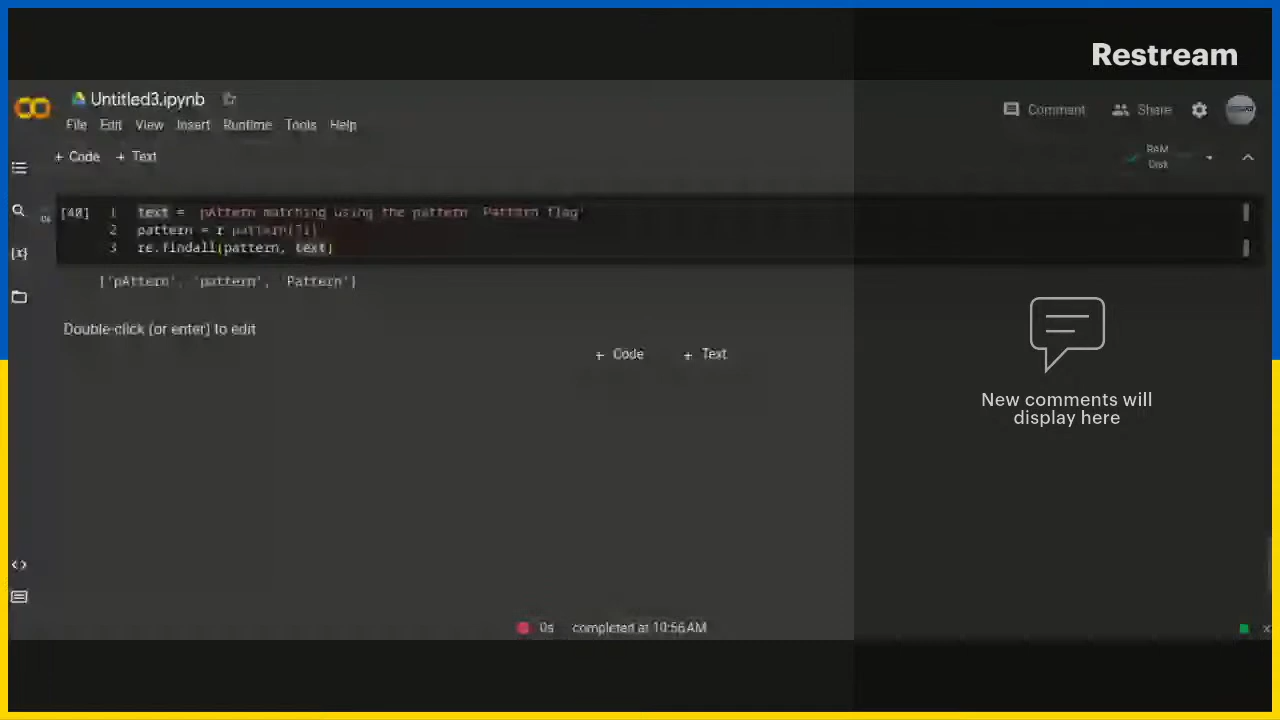 Restream
Untitled3.ipynb
File Edit View Insert Runtime Tools Help
Comment
Share
+ Code + Text
RAM
Disk
[40] 1 text = 'pAttern matching using the pattern Pattern flag'
2 pattern = r
3 re.findall(pattern, text)
['pAttern', 'pattern', 'Pattern']
Double-click (or enter) to edit
+ Code + Text
New comments will
display here
0s completed at 10:56 AM